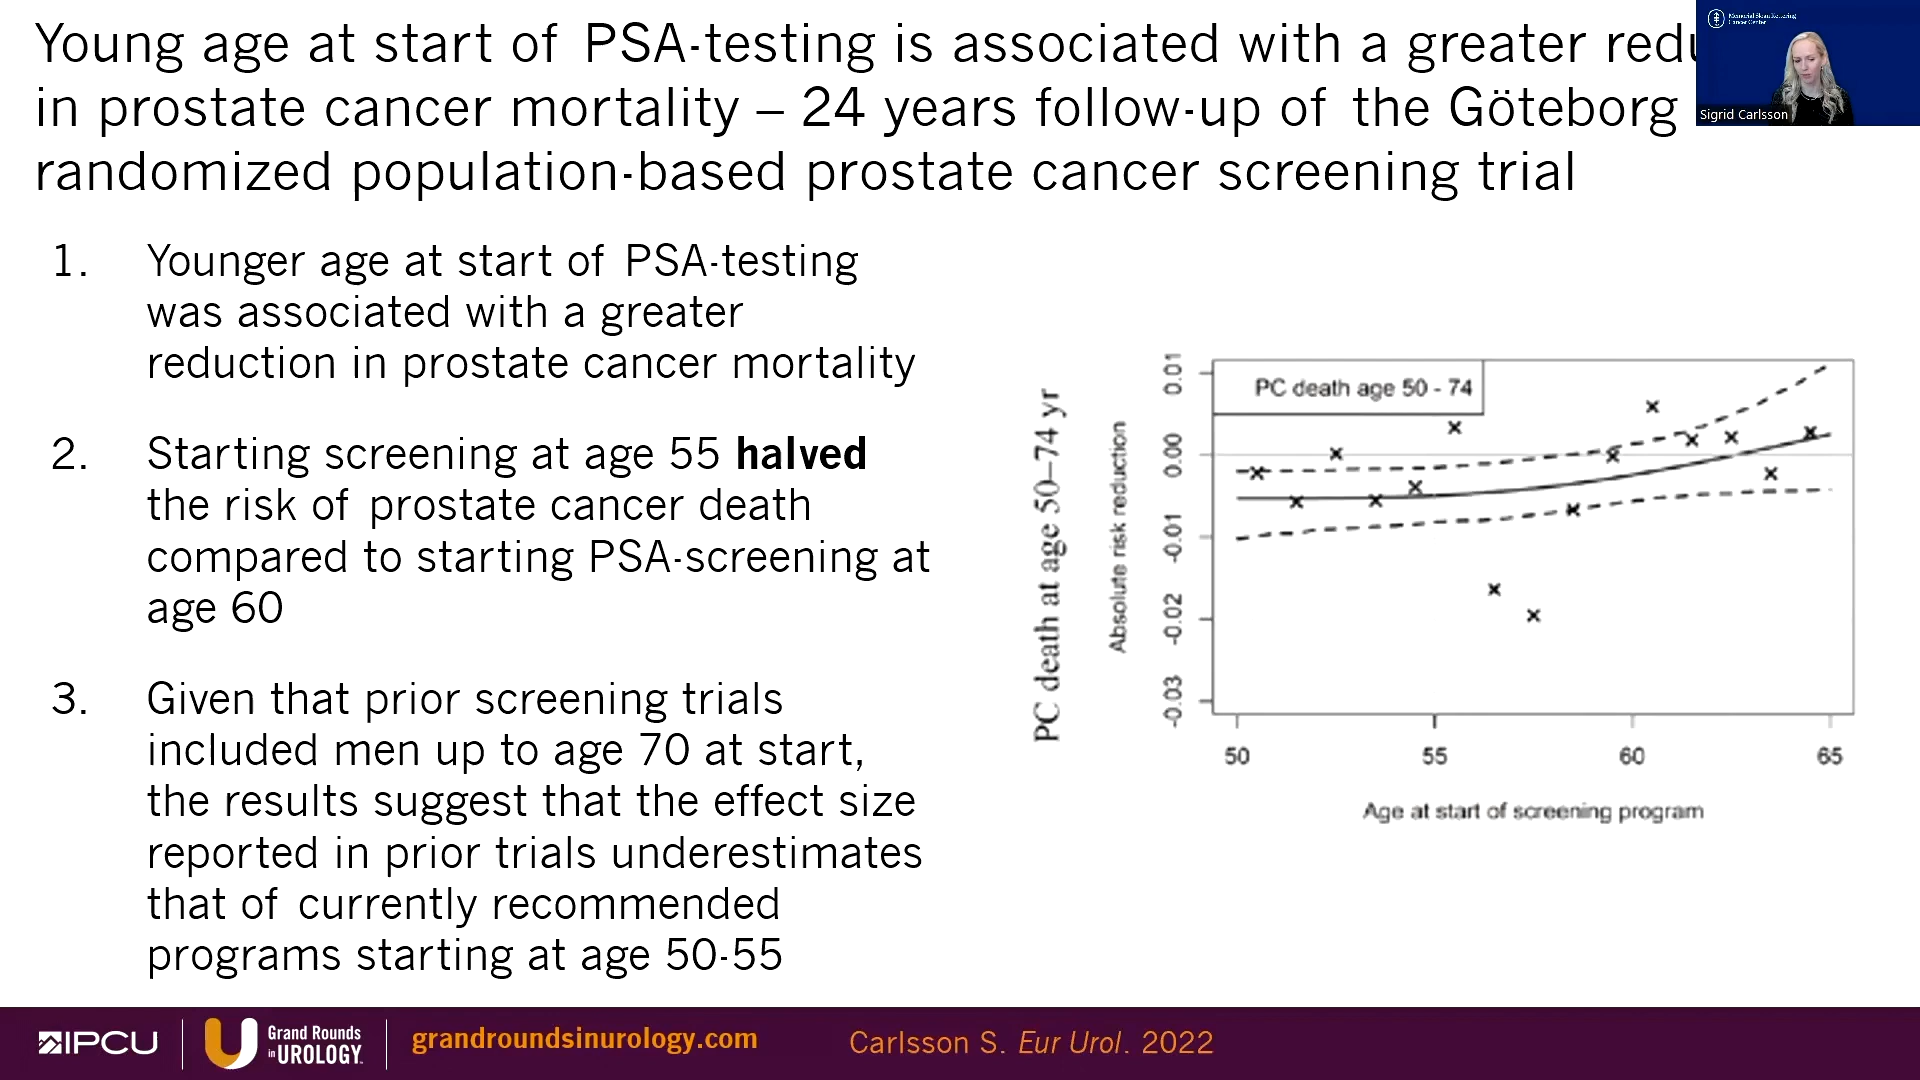 Young age at start of PSA-testing is associated with a greater redu
in prostate cancer mortality – 24 years follow-up of the Göteborg
randomized population-based prostate cancer screening trial
Memorial Sloan Kettering
Cancer Center
Sigrid Carlsson
1. Younger age at start of PSA-testing
was associated with a greater
reduction in prostate cancer mortality
2. Starting screening at age 55 halved
the risk of prostate cancer death
compared to starting PSA-screening at
age 60
3. Given that prior screening trials
included men up to age 70 at start,
the results suggest that the effect size
reported in prior trials underestimates
that of currently recommended
programs starting at age 50-55
PC death at age 50–74 yr
Absolute risk reduction
0.01
0.00
-0.01
-0.02
-0.03
PC death age 50 - 74
50 55 60 65
Age at start of screening program
IPCU
Grand Rounds
in UROLOGY
grandroundsinurology.com
Carlsson S. Eur Urol. 2022